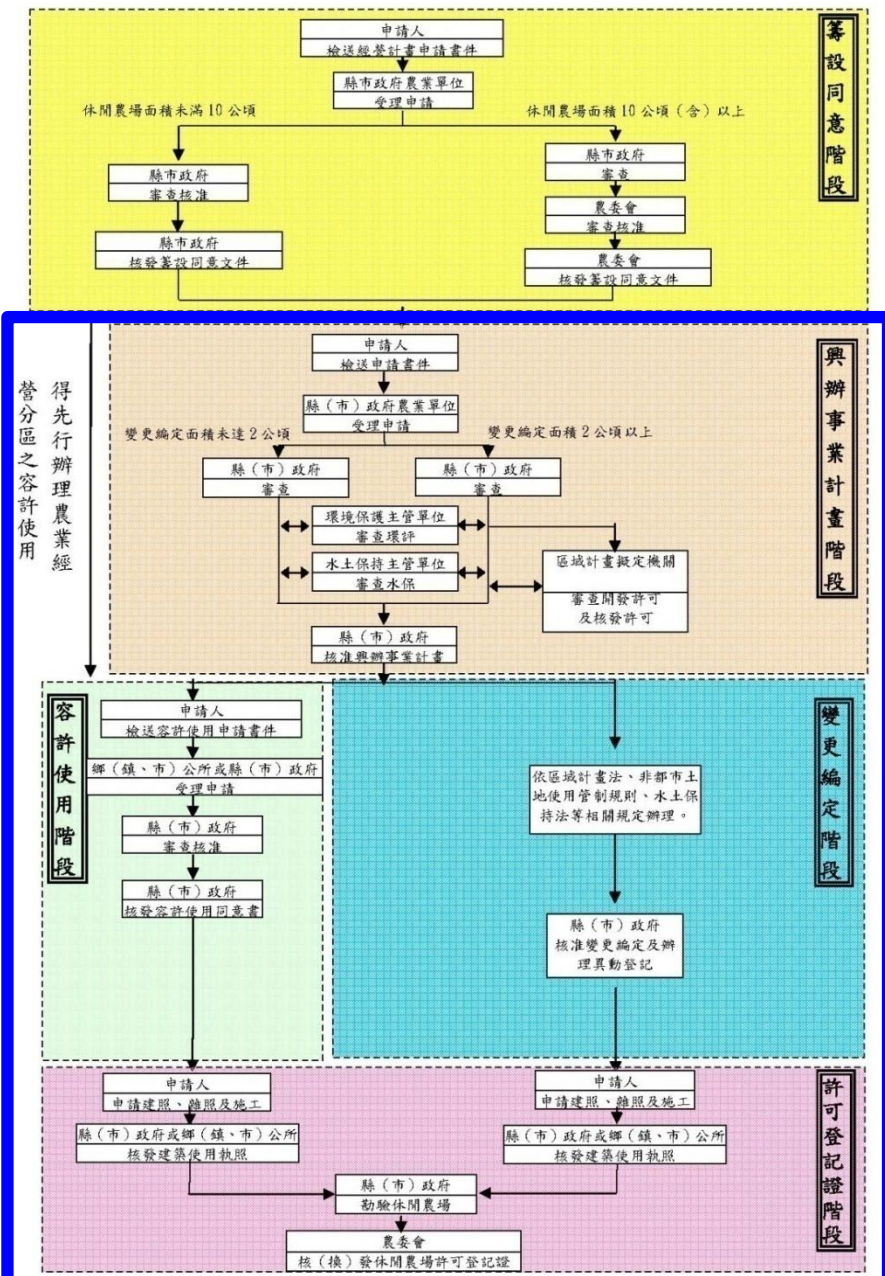 籌設同意階段
申請人
檢送經營計畫申請書件
縣市政府農業單位
受理申請
休閒農場面積未滿10公頃
休閒農場面積10公頃（含）以上
縣市政府
審查核准
縣市政府
核發籌設同意文件
縣市政府
審查
農委會
審查核准
農委會
核發籌設同意文件
得先行辦理農業經
營分區之容許使用
興辦事業計畫階段
申請人
檢送申請書件
縣（市）政府農業單位
受理申請
變更編定面積未達2公頃
變更編定面積2公頃以上
縣（市）政府
審查
縣（市）政府
審查
環境保護主管單位
審查環評
水土保持主管單位
審查水保
區域計畫擬定機關
審查開發許可
及核發許可
縣（市）政府
核准興辦事業計畫
容許使用階段
申請人
檢送容許使用申請書件
鄉（鎮、市）公所或縣（市）政府
受理申請
縣（市）政府
審查核准
縣（市）政府
核發容許使用同意書
變更編定階段
依區域計畫法、非都市土
地使用管制規則、水土保
持法等相關規定辦理。
縣（市）政府
核准變更編定及辦
理異動登記
許可登記證階段
申請人
申請建照、雜照及施工
縣（市）政府或鄉（鎮、市）公所
核發建築使用執照
申請人
申請建照、雜照及施工
縣（市）政府或鄉（鎮、市）公所
核發建築使用執照
縣（市）政府
勘驗休閒農場
農委會
核（換）發休閒農場許可登記證